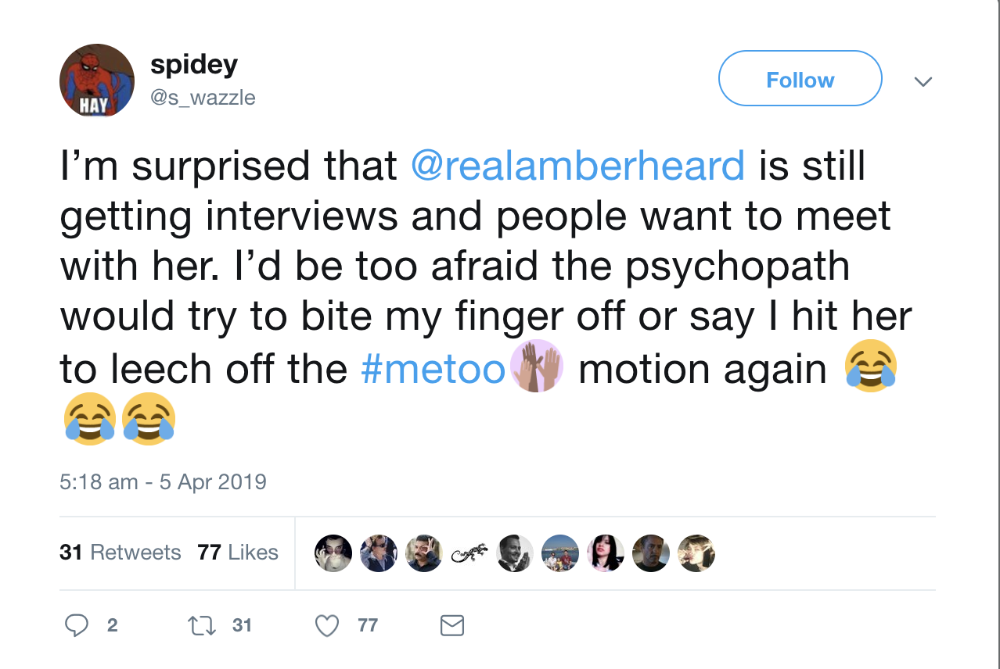 spidey
@s_wazzle
HAY
Follow
I’m surprised that @realamberheard is still
getting interviews and people want to meet
with her. I’d be too afraid the psychopath
would try to bite my finger off or say I hit her
to leech off the #metoo motion again 😂
😂😂
5:18 am - 5 Apr 2019
31 Retweets 77 Likes
2 31 77